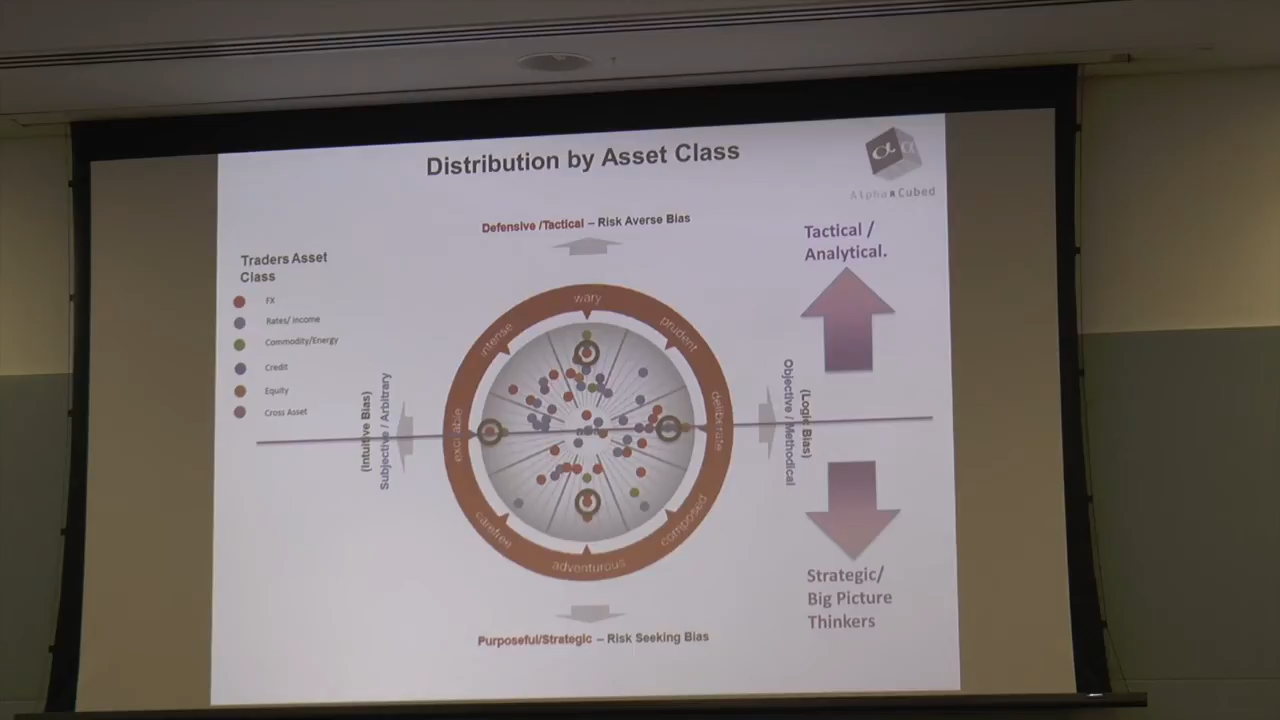 Distribution by Asset Class
AlphaRCubed
Defensive /Tactical – Risk Averse Bias
Tactical /
Analytical.
Traders Asset
Class
FX
Rates/ Income
Commodity/Energy
Credit
Equity
Cross Asset
(Intuitive Bias)
Subjective / Arbitrary
wary
prudent
deliberate
composed
adventurous
carefree
excitable
intense
Objective / Methodical
(Logic Bias)
Strategic/
Big Picture
Thinkers
Purposeful/Strategic – Risk Seeking Bias